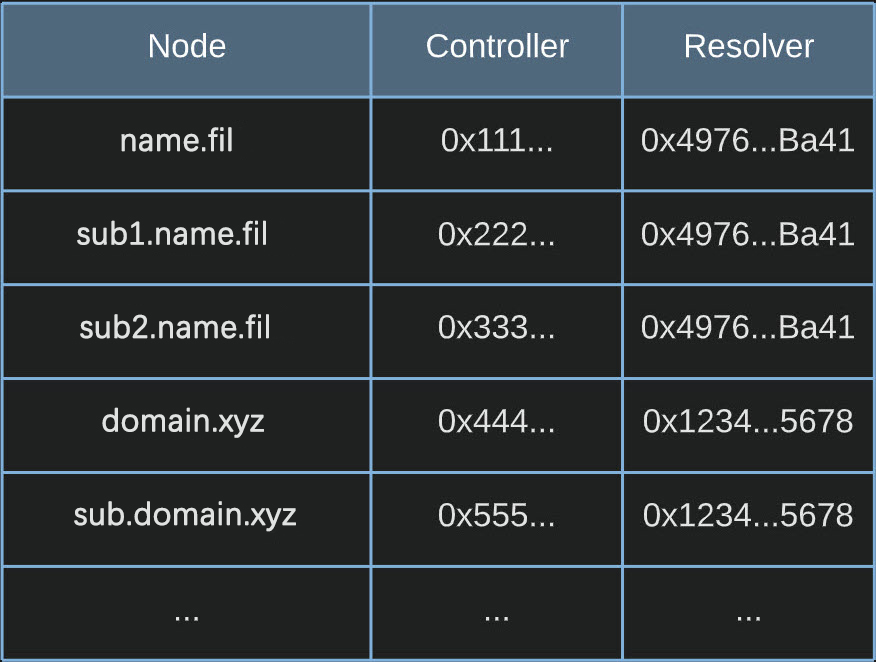 Node Controller Resolver
name.fil 0x111... 0x4976...Ba41
sub1.name.fil 0x222... 0x4976...Ba41
sub2.name.fil 0x333... 0x4976...Ba41
domain.xyz 0x444... 0x1234...5678
sub.domain.xyz 0x555... 0x1234...5678
... ... ...